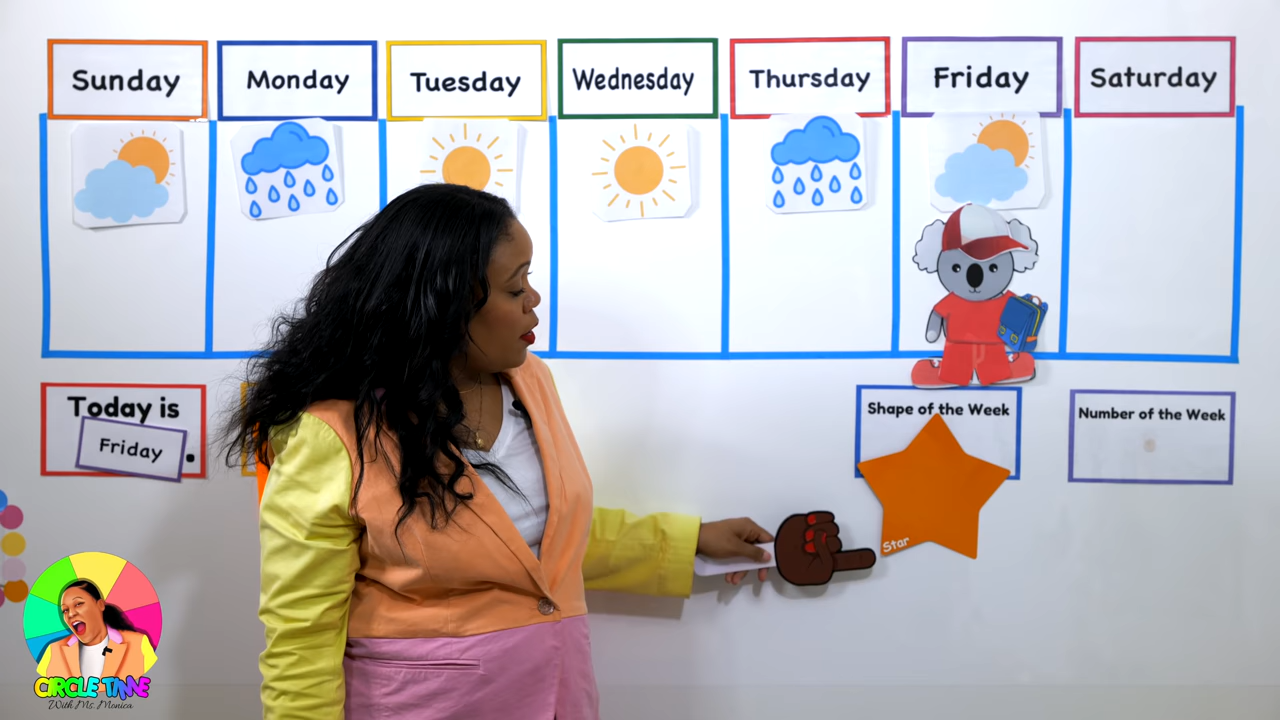 Sunday
Monday
Tuesday
Wednesday
Thursday
Friday
Saturday
Today is
Friday.
Shape of the Week
Star
Number of the Week
CIRCLE TIME
With Ms. Monica